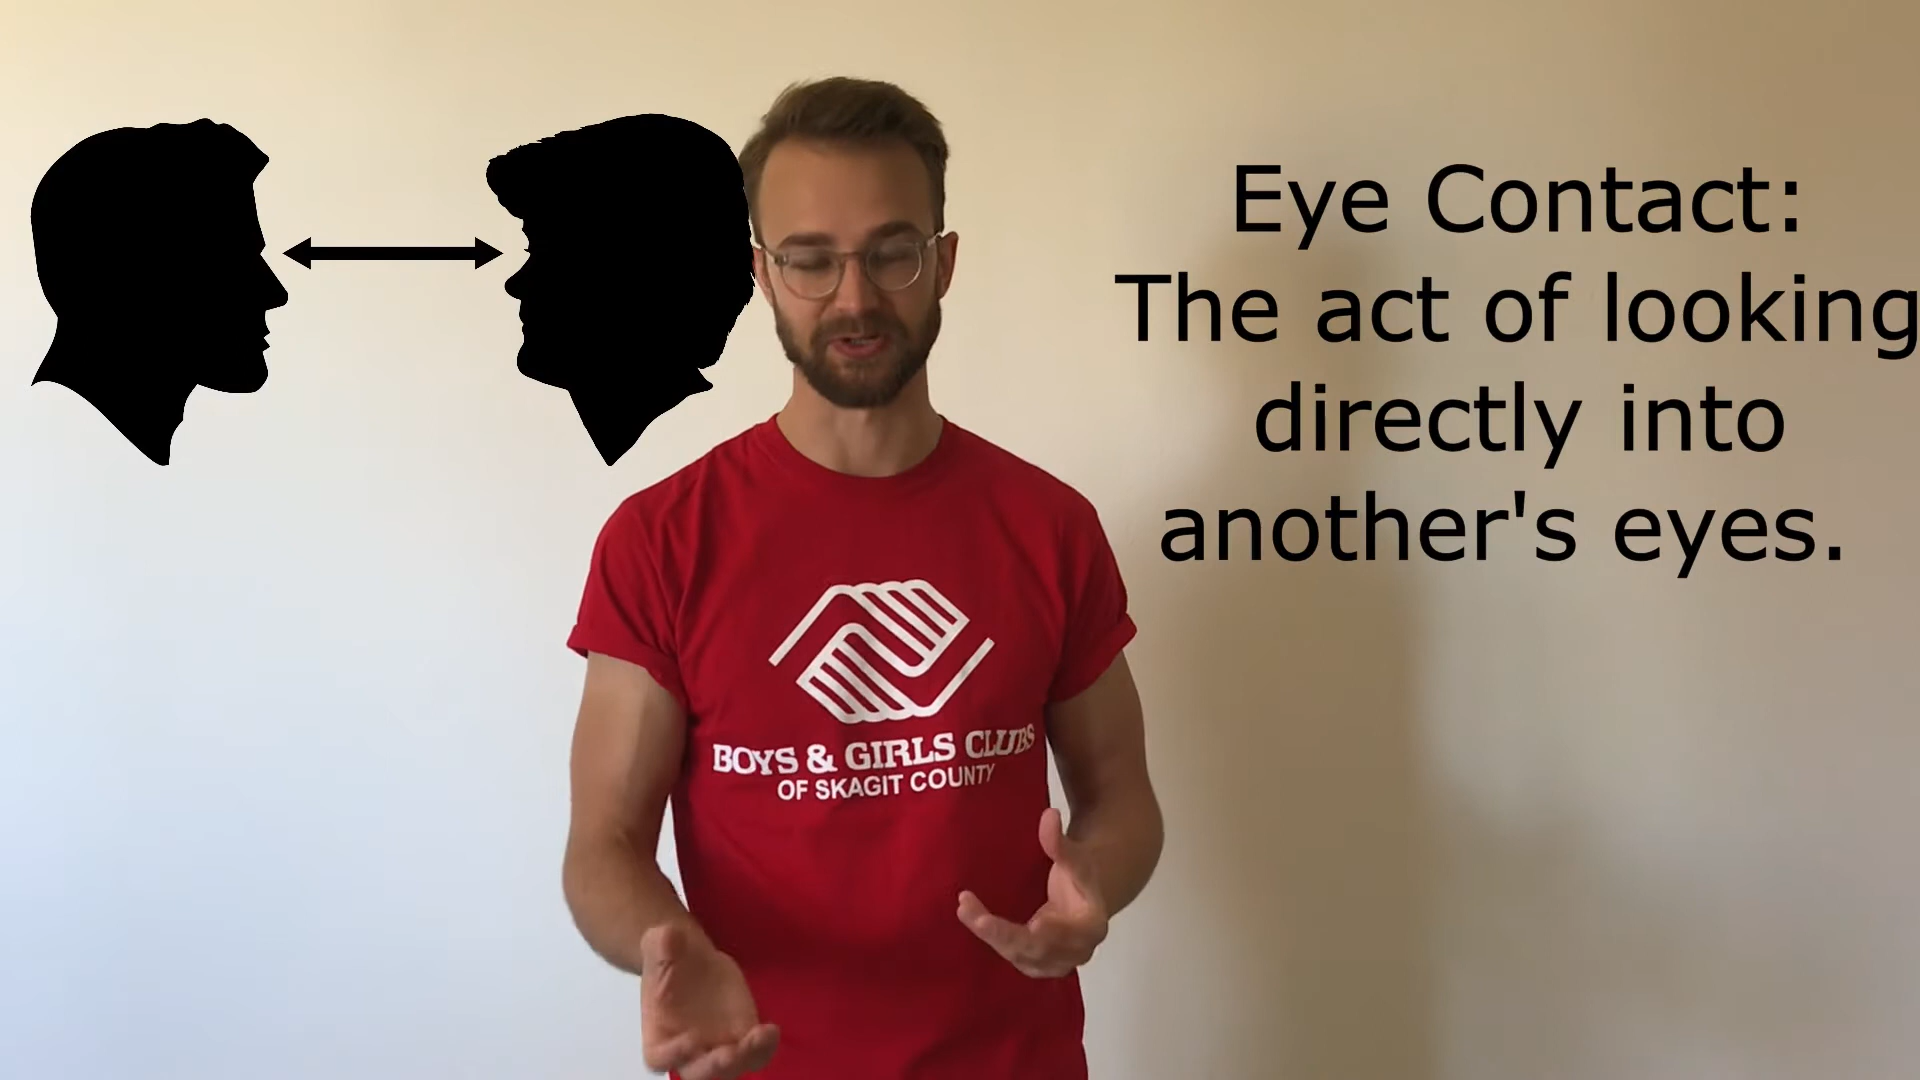 Eye Contact:
The act of looking
directly into
another's eyes.
BOYS & GIRLS CLUBS
OF SKAGIT COUNTY